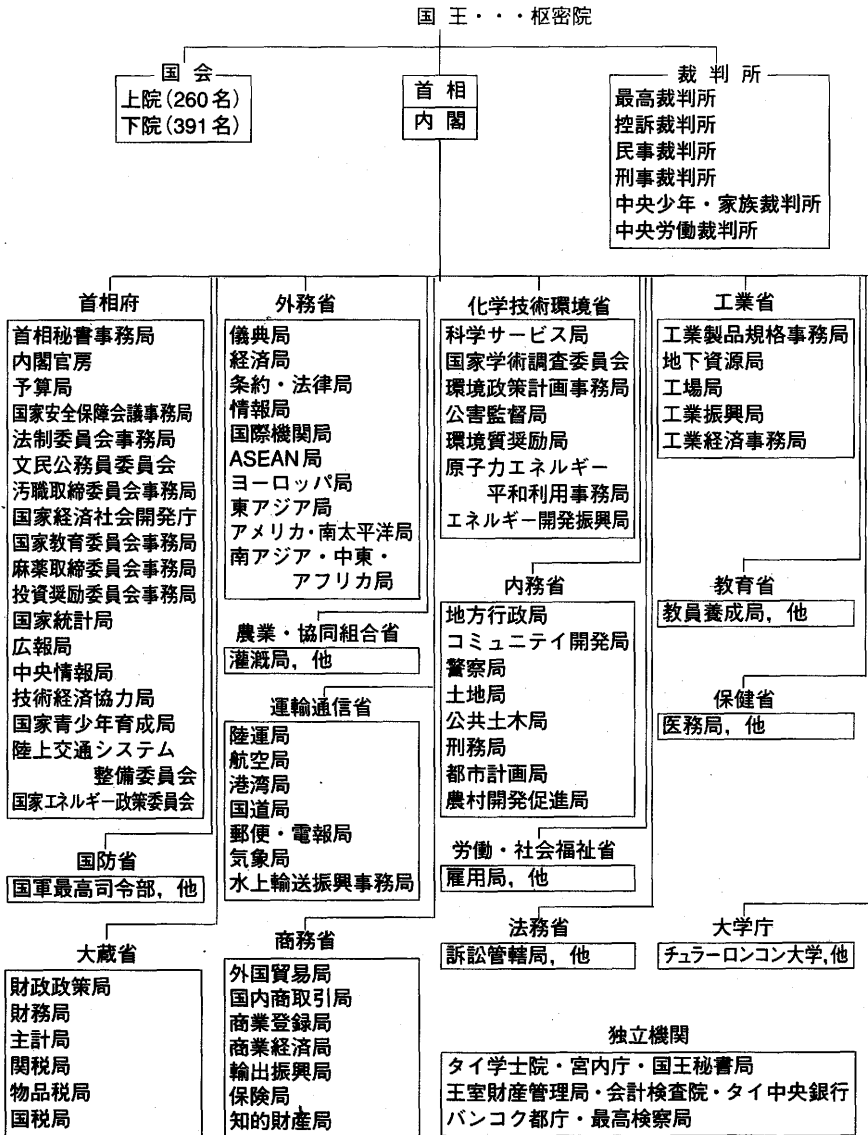 国 王・・・枢密院
国 会
上院(260名)
下院(391名)
首 相
内 閣
裁 判 所
最高裁判所
控訴裁判所
民事裁判所
刑事裁判所
中央少年・家族裁判所
中央労働裁判所
首相府
首相秘書事務局
内閣官房
予算局
国家安全保障会議事務局
法制委員会事務局
文民公務員委員会
汚職取締委員会事務局
国家経済社会開発庁
国家教育委員会事務局
麻薬取締委員会事務局
投資奨励委員会事務局
国家統計局
広報局
中央情報局
技術経済協力局
国家青少年育成局
陸上交通システム
整備委員会
国家エネルギー政策委員会
国防省
国軍最高司令部，他
大蔵省
財政政策局
財務局
主計局
関税局
物品税局
国税局
外務省
儀典局
経済局
条約・法律局
情報局
国際機関局
ASEAN局
ヨーロッパ局
東アジア局
アメリカ・南太平洋局
南アジア・中東・
アフリカ局
農業・協同組合省
灌漑局，他
運輸通信省
陸運局
航空局
港湾局
国道局
郵便・電報局
気象局
水上輸送振興事務局
商務省
外国貿易局
国内商取引局
商業登録局
商業経済局
輸出振興局
保険局
知的財産局
化学技術環境省
科学サービス局
国家学術調査委員会
環境政策計画事務局
公害監督局
環境質奨励局
原子力エネルギー
平和利用事務局
エネルギー開発振興局
内務省
地方行政局
コミュニテイ開発局
警察局
土地局
公共土木局
刑務局
都市計画局
農村開発促進局
労働・社会福祉省
雇用局，他
法務省
訴訟管轄局，他
工業省
工業製品規格事務局
地下資源局
工場局
工業振興局
工業経済事務局
教育省
教員養成局，他
保健省
医務局，他
大学庁
チュラーロンコン大学,他
独立機関
タイ学士院・宮内庁・国王秘書局
王室財産管理局・会計検査院・タイ中央銀行
バンコク都庁・最高検察局